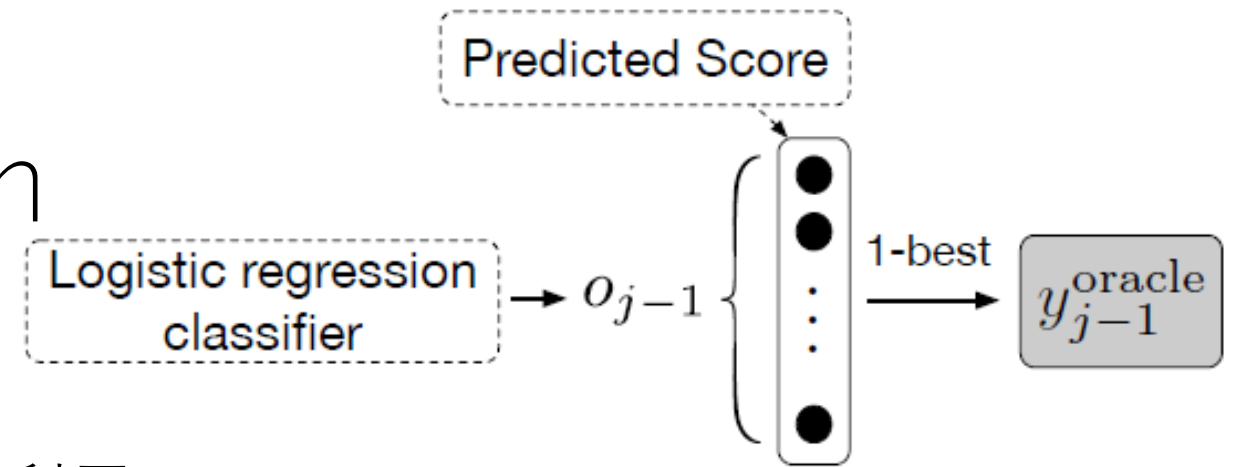 Predicted Score
n
Logistic regression
classifier
o_{j−1}
1-best
y_{j−1}^{oracle}